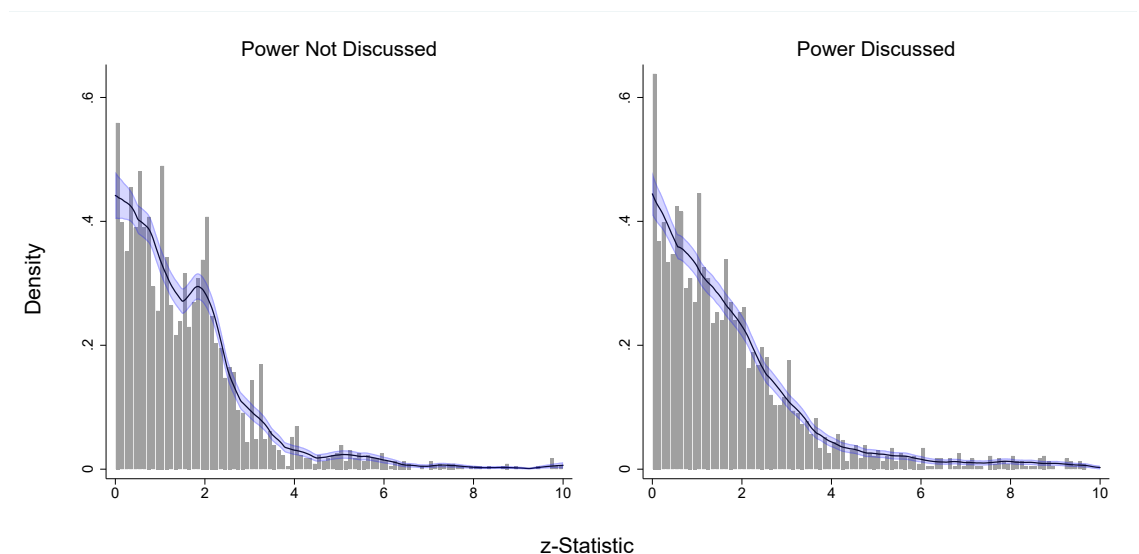 Power Not Discussed
Power Discussed
Density
.6
.4
.2
0
0 2 4 6 8 10
.6
.4
.2
0
0 2 4 6 8 10
z-Statistic